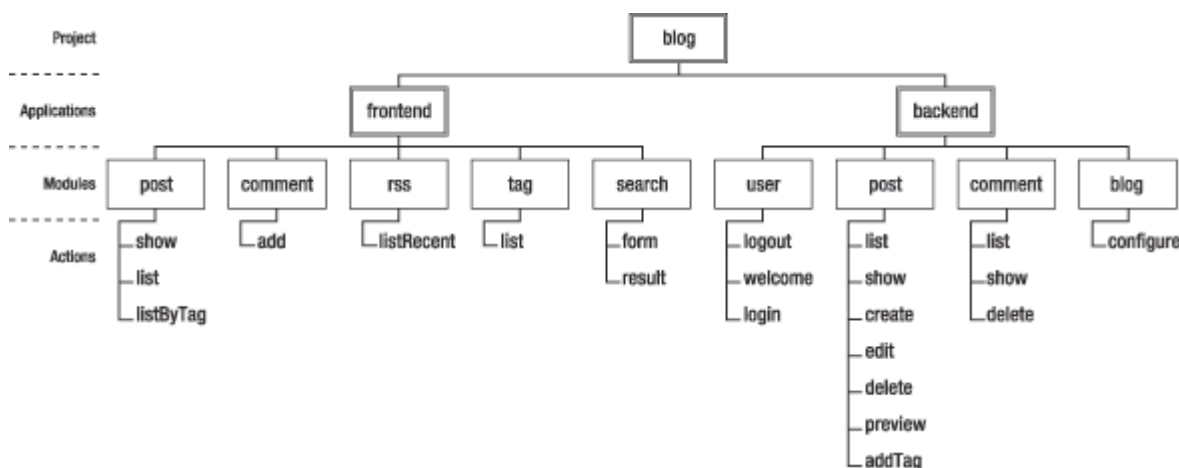 Project
blog
Applications
frontend
backend
Modules
post
comment
rss
tag
search
user
post
comment
blog
Actions
show
list
listByTag
add
listRecent
list
form
result
logout
welcome
login
list
show
create
edit
delete
preview
addTag
list
show
delete
configure